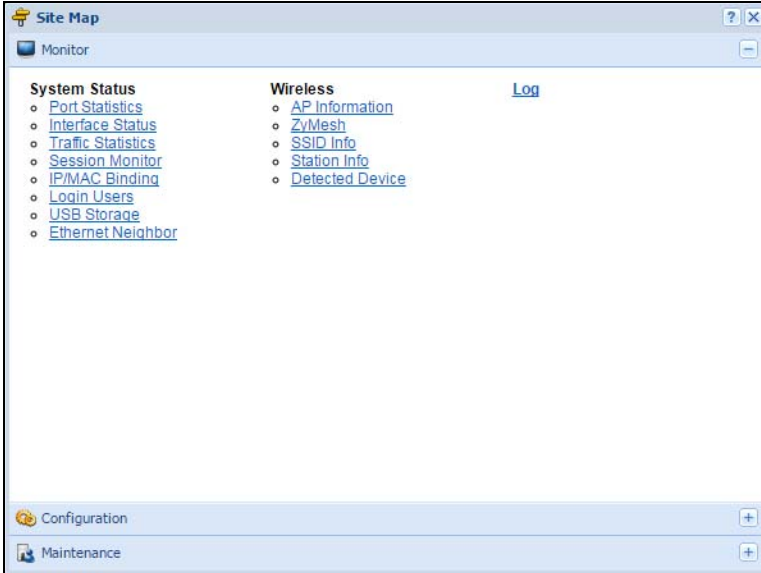 Site Map
Monitor
System Status
Port Statistics
Interface Status
Traffic Statistics
Session Monitor
IP/MAC Binding
Login Users
USB Storage
Ethernet Neighbor
Wireless
AP Information
ZyMesh
SSID Info
Station Info
Detected Device
Log
Configuration
Maintenance